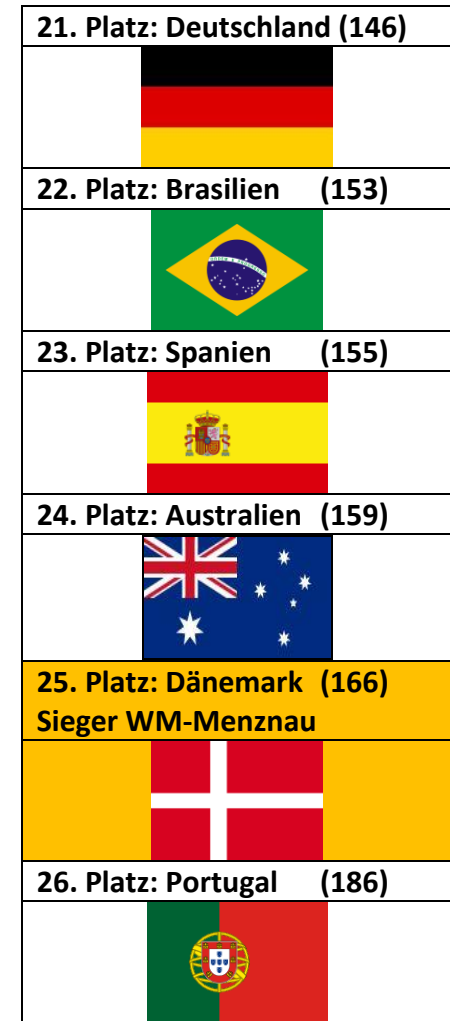 21. Platz: Deutschland (146)
22. Platz: Brasilien (153)
23. Platz: Spanien (155)
24. Platz: Australien (159)
25. Platz: Dänemark (166)
Sieger WM-Menznau
26. Platz: Portugal (186)